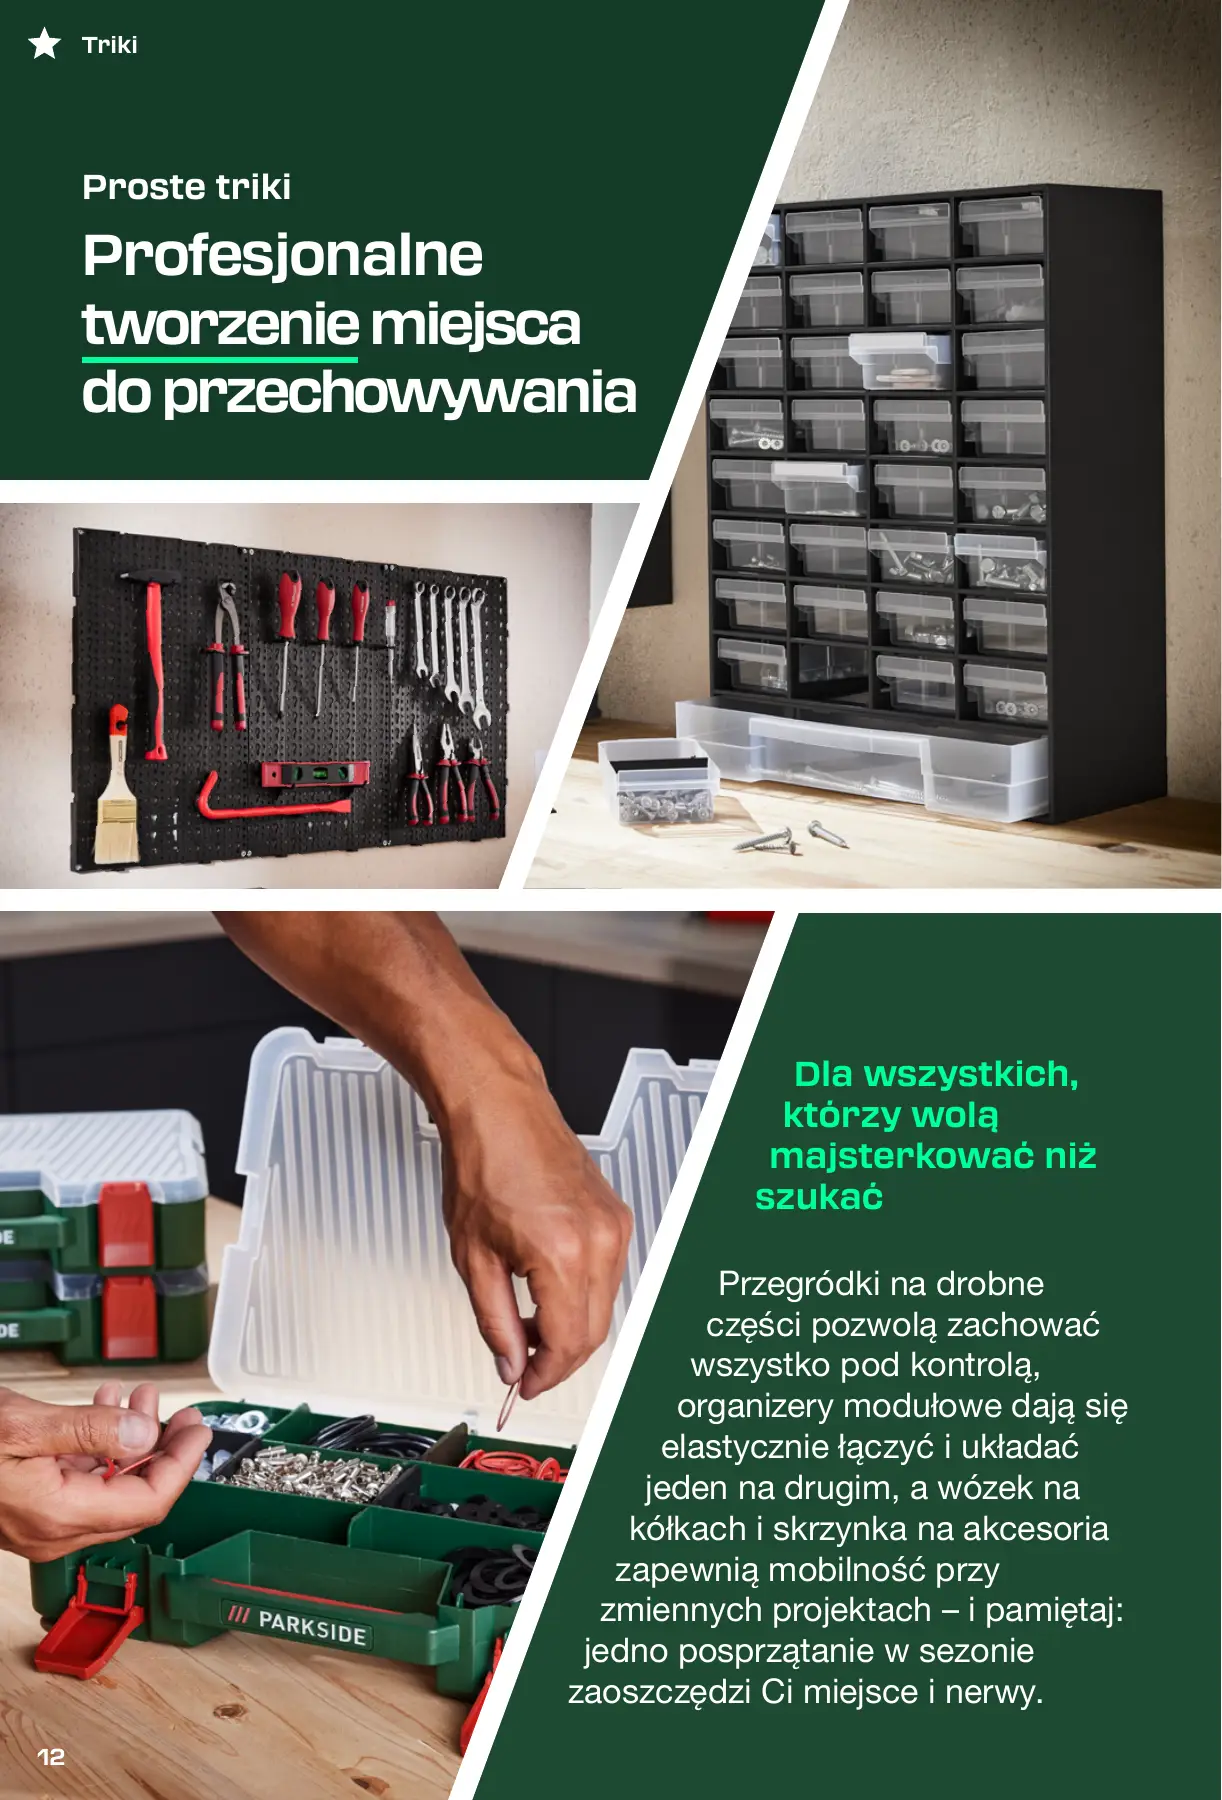 Triki
Proste triki
Profesjonalne
tworzenie miejsca
do przechowywania
Dla wszystkich,
którzy wolą
majsterkować niż
szukać
Przegródki na drobne
części pozwolą zachować
wszystko pod kontrolą,
organizery modułowe dają się
elastycznie łączyć i układać
jeden na drugim, a wózek na
kółkach i skrzynka na akcesoria
zapewnią mobilność przy
zmiennych projektach – i pamiętaj:
jedno posprzątanie w sezonie
zaoszczędzi Ci miejsce i nerwy.
DE
DE
PARKSIDE
12